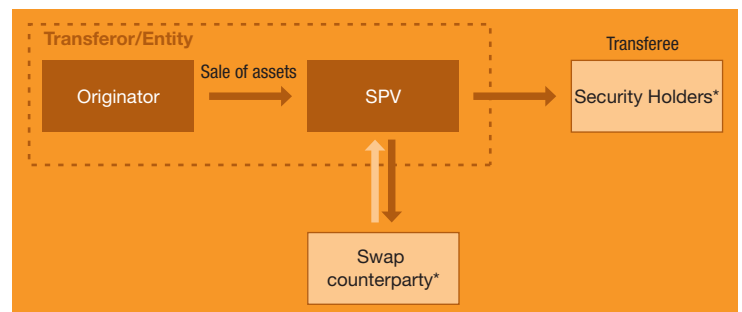 Transferor/Entity
Transferee
Originator
Sale of assets
SPV
Security Holders*
Swap
counterparty*